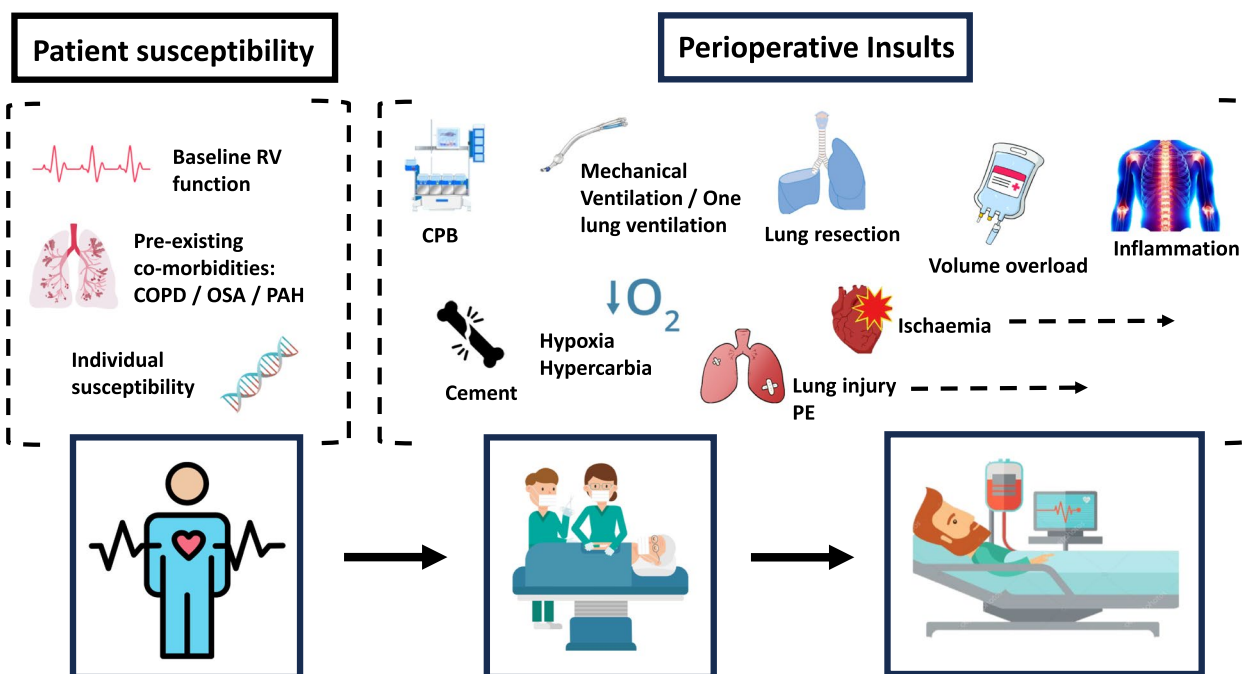 Patient susceptibility
Perioperative Insults
Baseline RV
function
Pre-existing
co-morbidities:
COPD / OSA / PAH
Individual
susceptibility
CPB
Mechanical
Ventilation / One
lung ventilation
Lung resection
Volume overload
Inflammation
Cement
↓O₂
Hypoxia
Hypercarbia
Ischaemia
Lung injury
PE